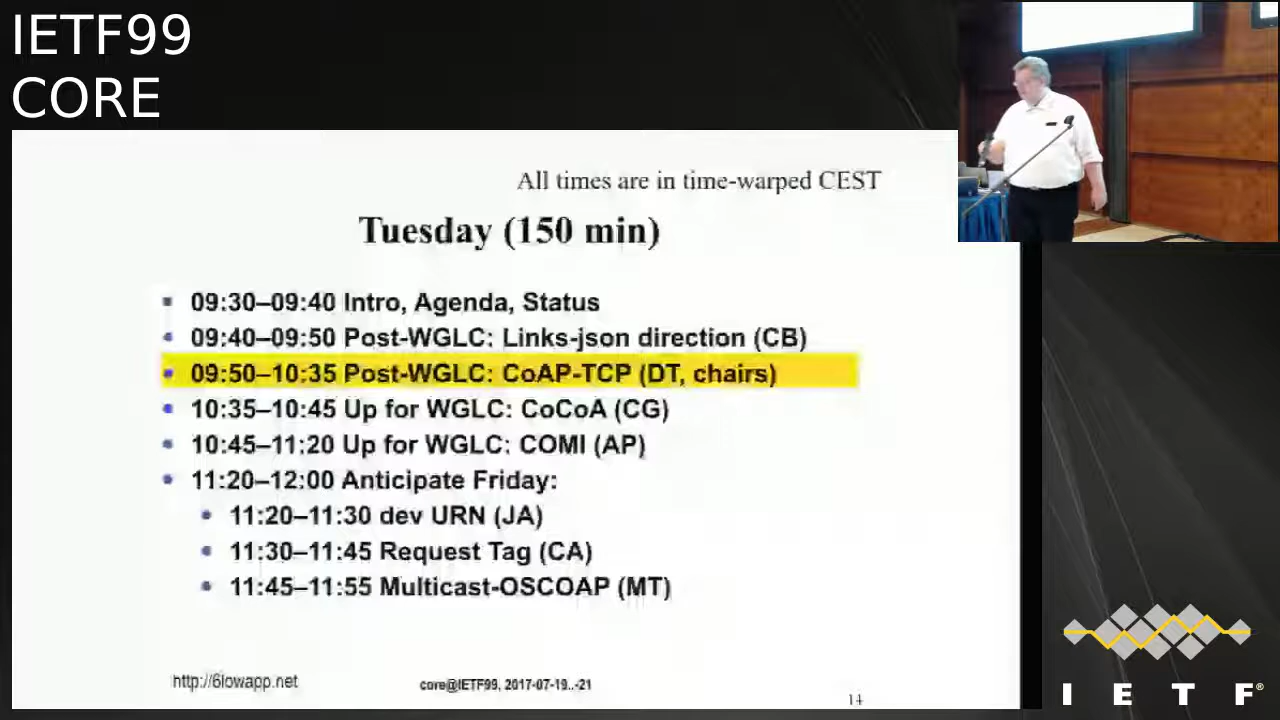 IETF99
CORE
All times are in time-warped CEST
Tuesday (150 min)
09:30–09:40 Intro, Agenda, Status
09:40–09:50 Post-WGLC: Links-json direction (CB)
09:50–10:35 Post-WGLC: CoAP-TCP (DT, chairs)
10:35–10:45 Up for WGLC: CoCoA (CG)
10:45–11:20 Up for WGLC: COMI (AP)
11:20–12:00 Anticipate Friday:
11:20–11:30 dev URN (JA)
11:30–11:45 Request Tag (CA)
11:45–11:55 Multicast-OSCOAP (MT)
http://6lowapp.net
core@IETF99, 2017-07-19..-21
14
I E T F®